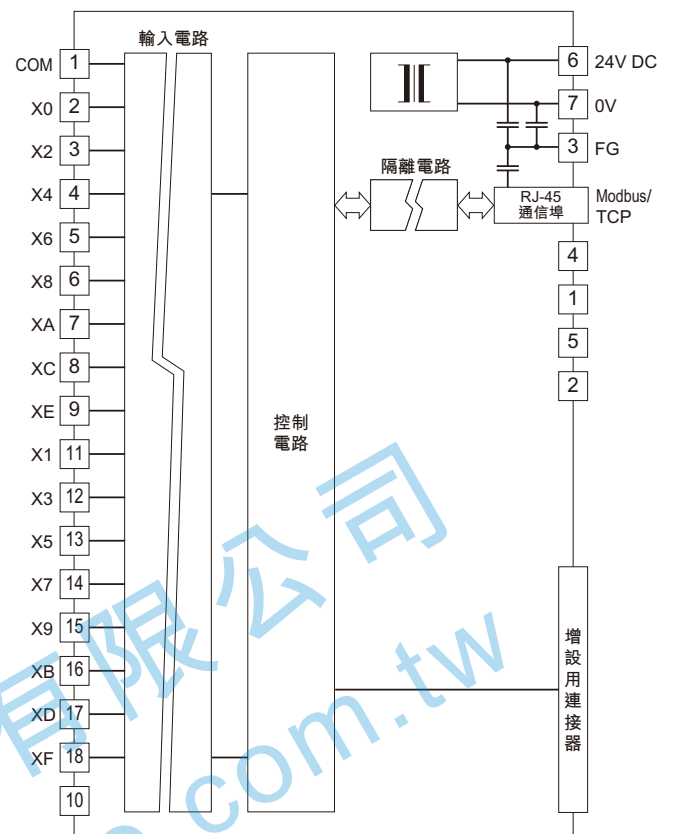 輸入電路
COM 1
X0 2
X2 3
X4 4
X6 5
X8 6
XA 7
XC 8
XE 9
X1 11
X3 12
X5 13
X7 14
X9 15
XB 16
XD 17
XF 18
10
控制
電路
隔離電路
6 24V DC
7 0V
3 FG
RJ-45
通信埠
Modbus/
TCP
4
1
5
2
增設用連接器
有限公司
com.tw